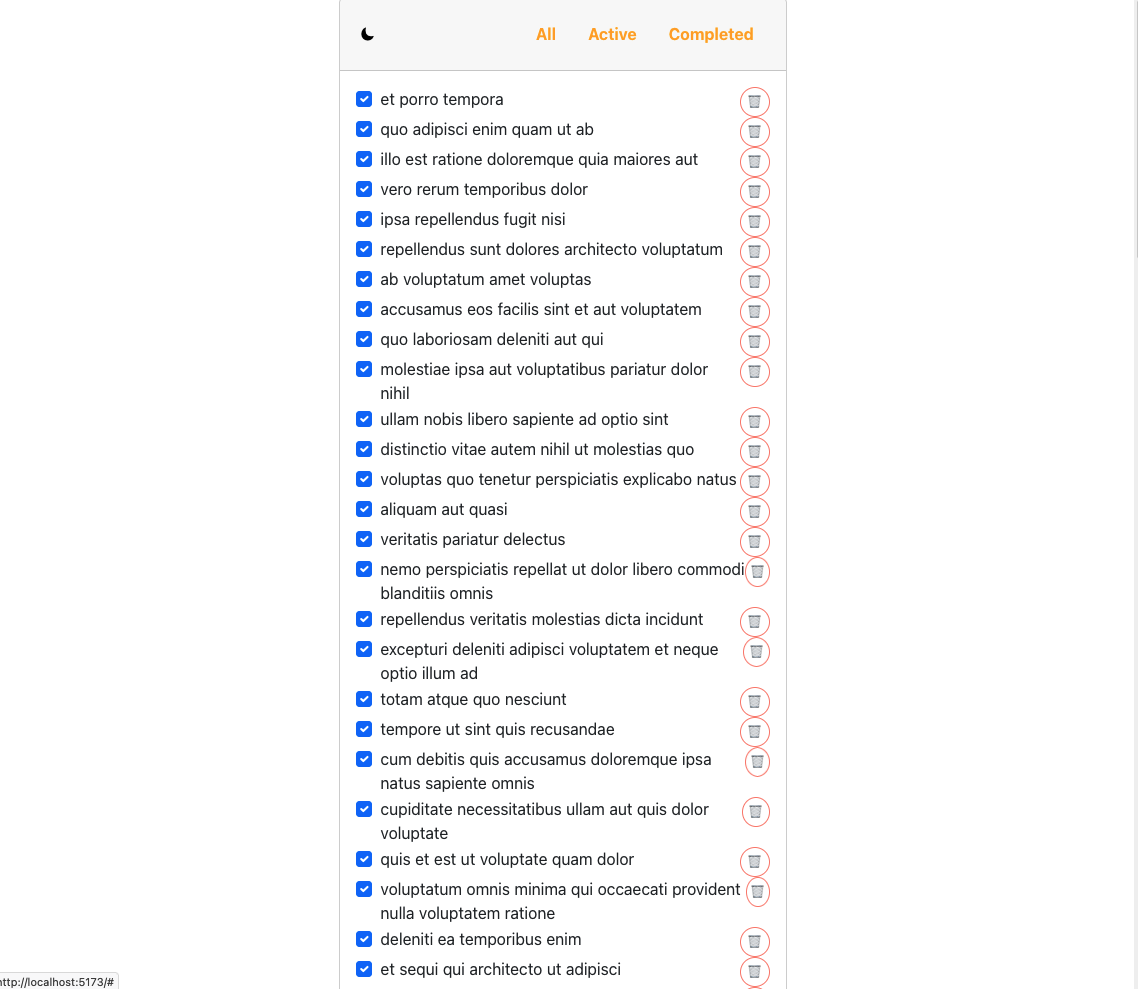 All Active Completed
et porro tempora
quo adipisci enim quam ut ab
illo est ratione doloremque quia maiores aut
vero rerum temporibus dolor
ipsa repellendus fugit nisi
repellendus sunt dolores architecto voluptatum
ab voluptatum amet voluptas
accusamus eos facilis sint et aut voluptatem
quo laboriosam deleniti aut qui
molestiae ipsa aut voluptatibus pariatur dolor
nihil
ullam nobis libero sapiente ad optio sint
distinctio vitae autem nihil ut molestias quo
voluptas quo tenetur perspiciatis explicabo natus
aliquam aut quasi
veritatis pariatur delectus
nemo perspiciatis repellat ut dolor libero commodi
blanditiis omnis
repellendus veritatis molestias dicta incidunt
excepturi deleniti adipisci voluptatem et neque
optio illum ad
totam atque quo nesciunt
tempore ut sint quis recusandae
cum debitis quis accusamus doloremque ipsa
natus sapiente omnis
cupiditate necessitatibus ullam aut quis dolor
voluptate
quis et est ut voluptate quam dolor
voluptatum omnis minima qui occaecati provident
nulla voluptatem ratione
deleniti ea temporibus enim
et sequi qui architecto ut adipisci
http://localhost:5173/#